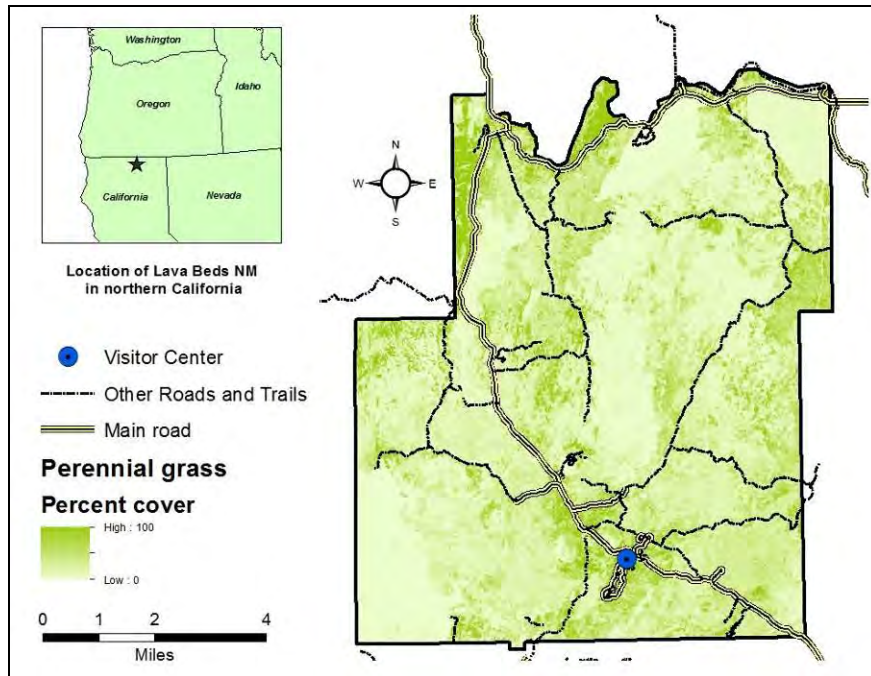 Washington
Oregon
Idaho
California
Nevada
Location of Lava Beds NM
in northern California
N
W E
S
Visitor Center
Other Roads and Trails
Main road
Perennial grass
Percent cover
High : 100
Low : 0
0 1 2 4
Miles